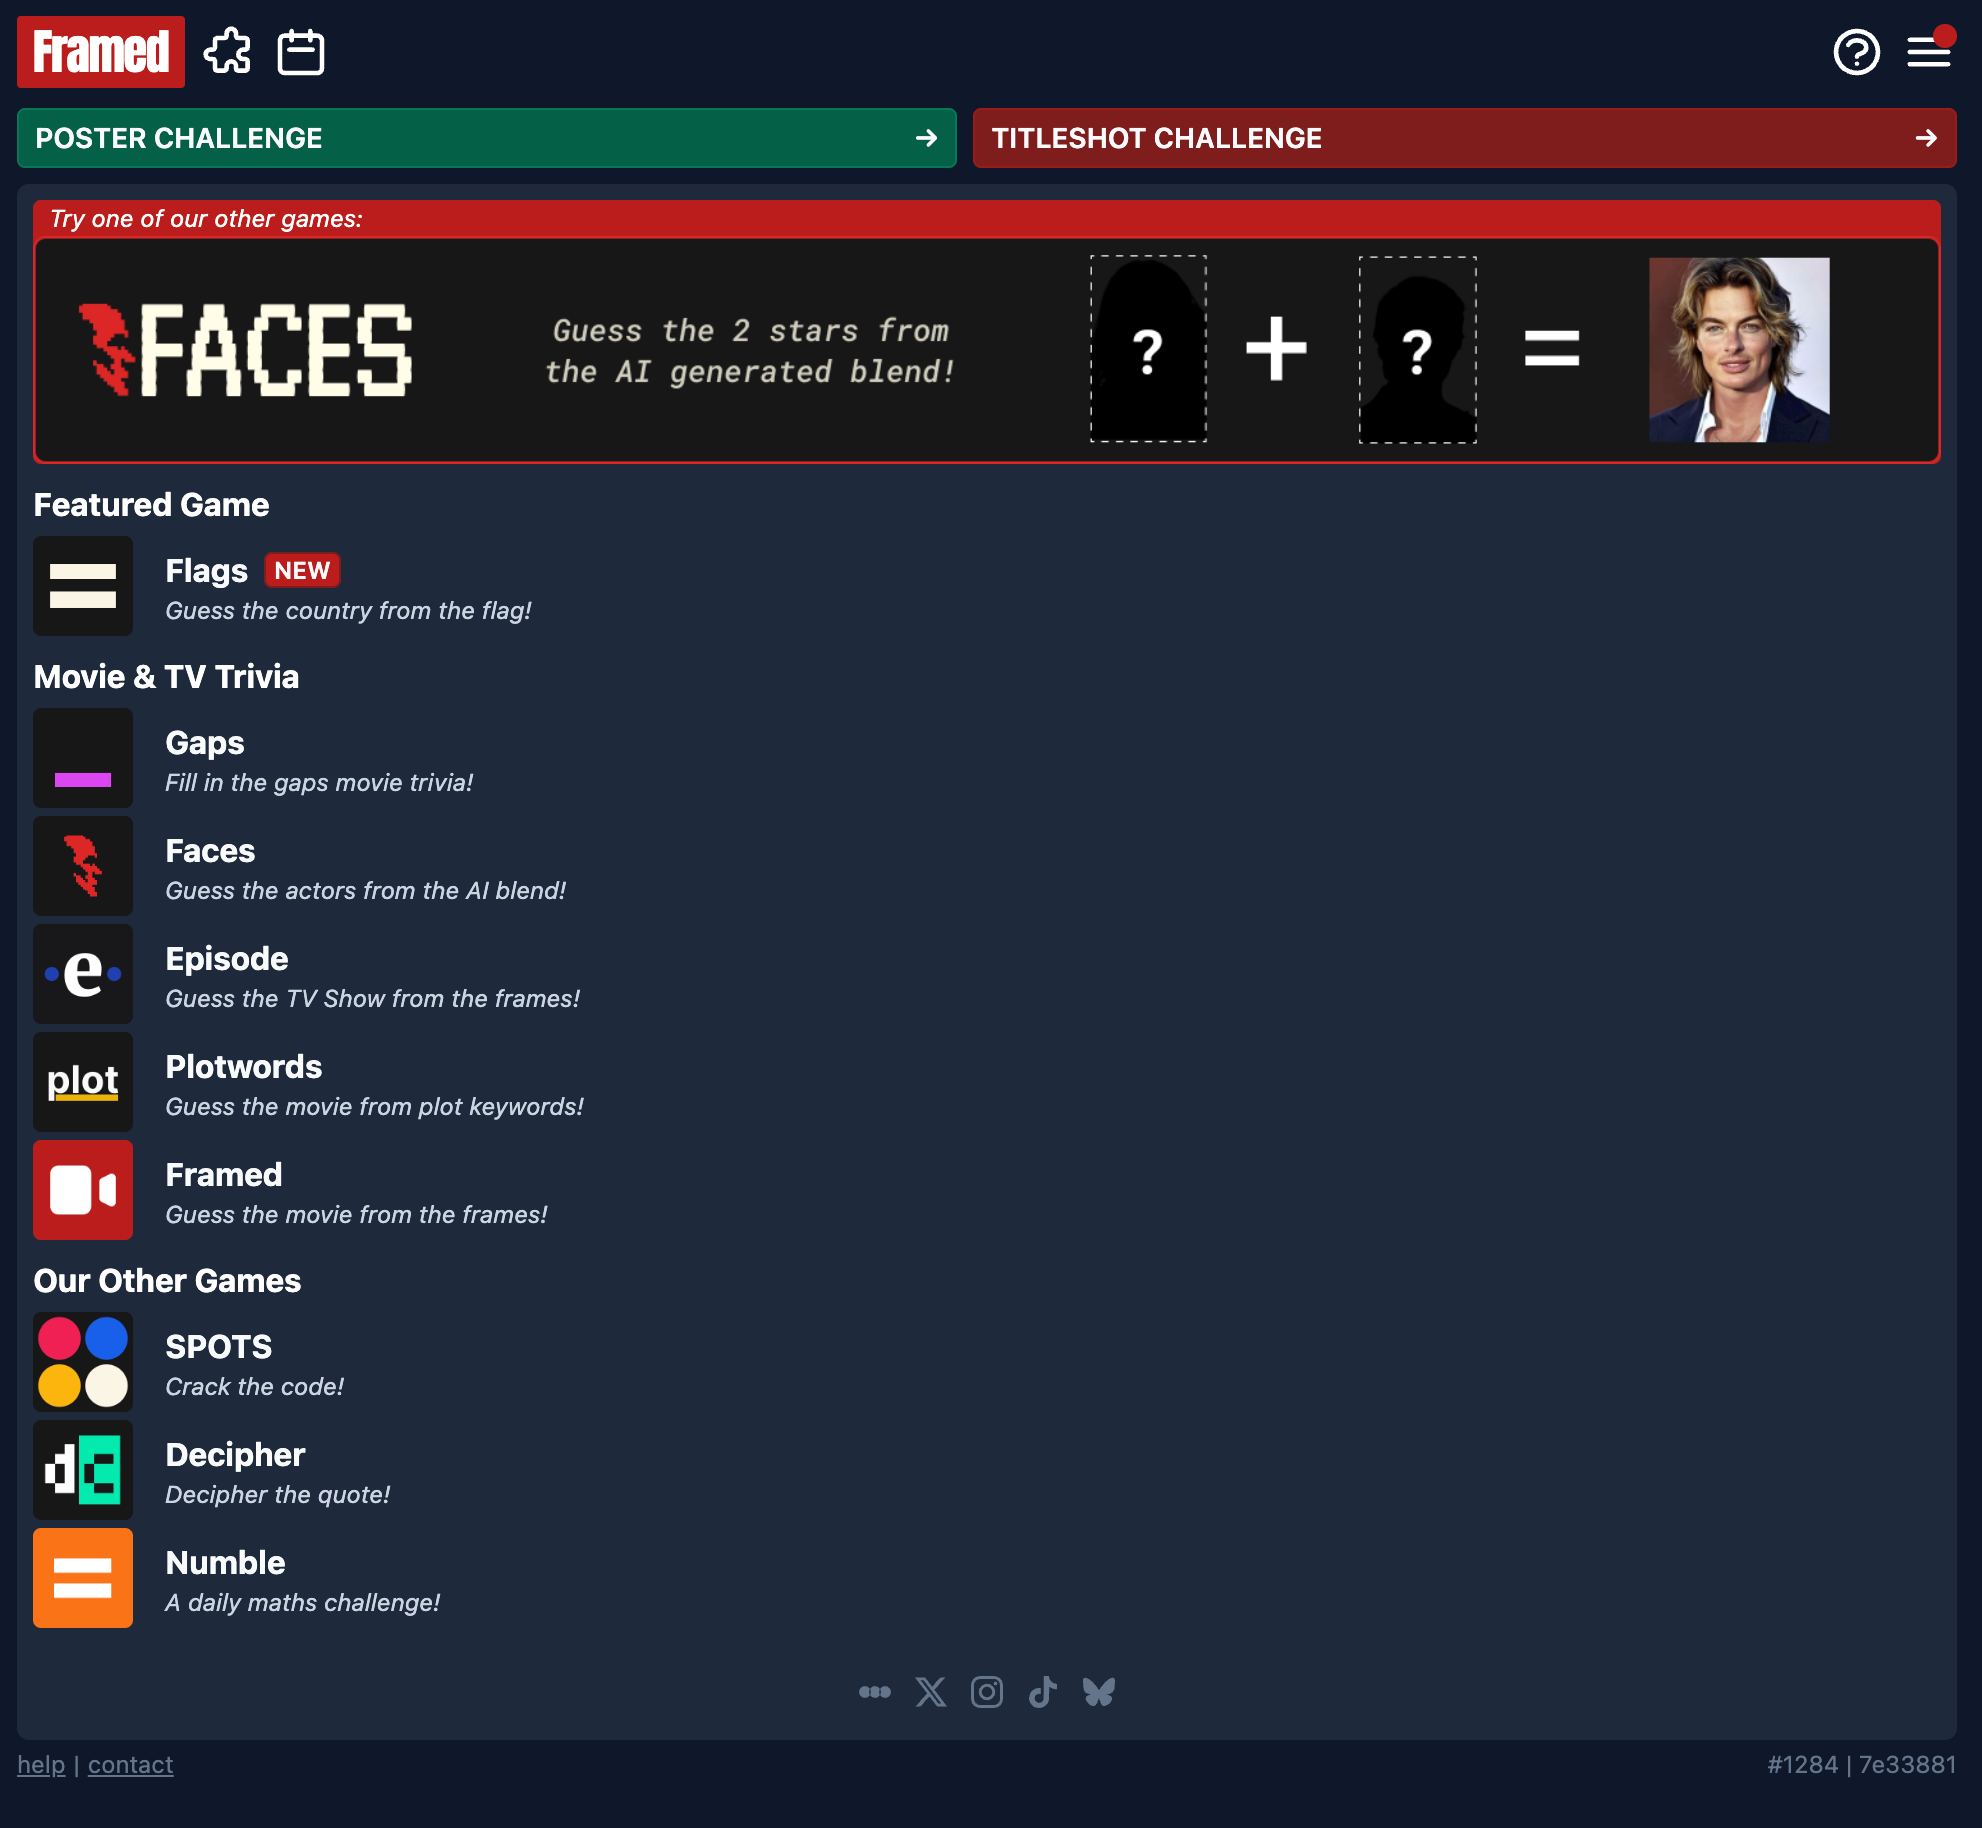 Framed
POSTER CHALLENGE
TITLESHOT CHALLENGE
Try one of our other games:
FACES
Guess the 2 stars from
the AI generated blend!
? + ? =
Featured Game
Flags NEW
Guess the country from the flag!
Movie & TV Trivia
Gaps
Fill in the gaps movie trivia!
Faces
Guess the actors from the AI blend!
e
Episode
Guess the TV Show from the frames!
plot
Plotwords
Guess the movie from plot keywords!
Framed
Guess the movie from the frames!
Our Other Games
SPOTS
Crack the code!
dc
Decipher
Decipher the quote!
Numble
A daily maths challenge!
help | contact
#1284 | 7e33881